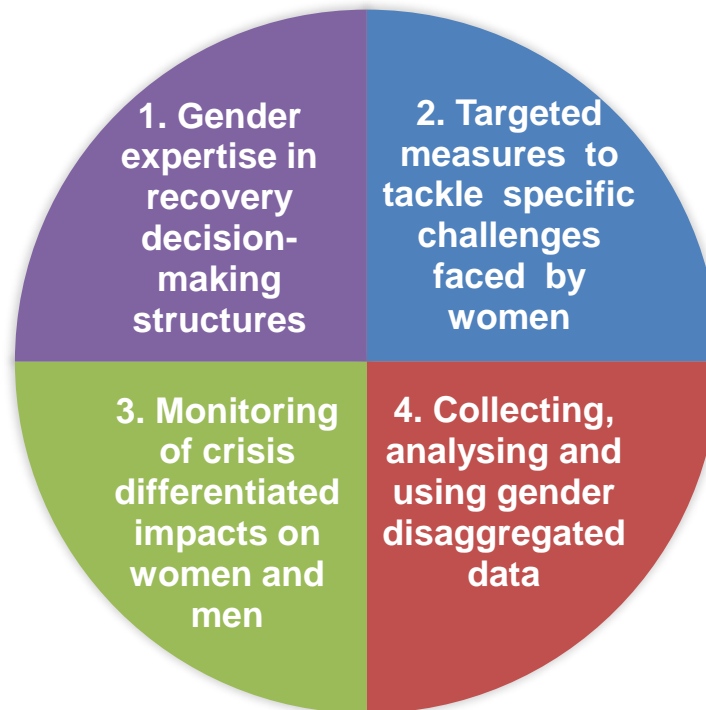 1. Gender
expertise in
recovery
decision-
making
structures
2. Targeted
measures to
tackle specific
challenges
faced by
women
3. Monitoring
of crisis
differentiated
impacts on
women and
men
4. Collecting,
analysing and
using gender
disaggregated
data